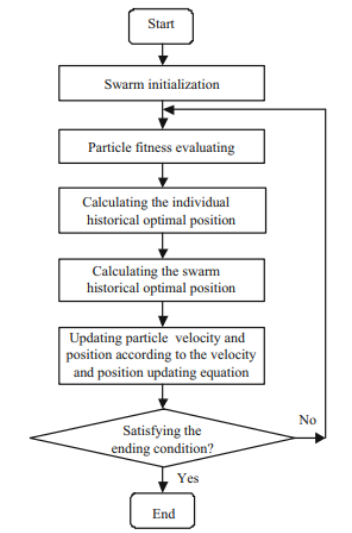 Start
Swarm initialization
Particle fitness evaluating
Calculating the individual
historical optimal position
Calculating the swarm
historical optimal position
Updating particle velocity and
position according to the velocity
and position updating equation
Satisfying the
ending condition?
No
Yes
End